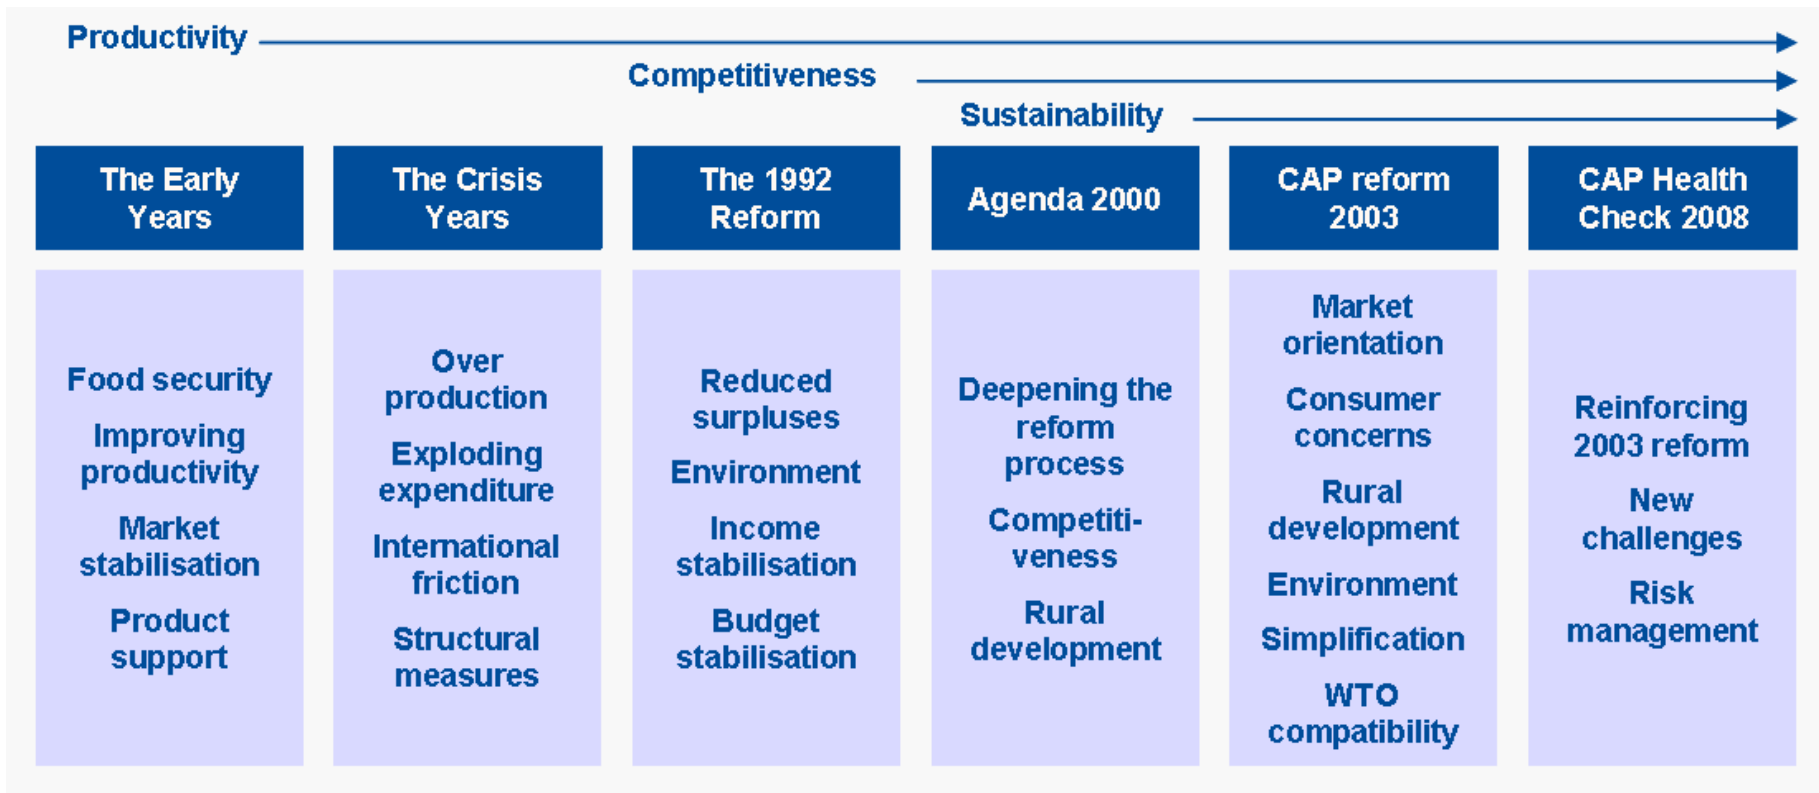 Productivity
Competitiveness
Sustainability
The Early
Years
The Crisis
Years
The 1992
Reform
Agenda 2000
CAP reform
2003
CAP Health
Check 2008
Food security
Improving
productivity
Market
stabilisation
Product
support
Over
production
Exploding
expenditure
International
friction
Structural
measures
Reduced
surpluses
Environment
Income
stabilisation
Budget
stabilisation
Deepening the
reform
process
Competiti-
veness
Rural
development
Market
orientation
Consumer
concerns
Rural
development
Environment
Simplification
WTO
compatibility
Reinforcing
2003 reform
New
challenges
Risk
management